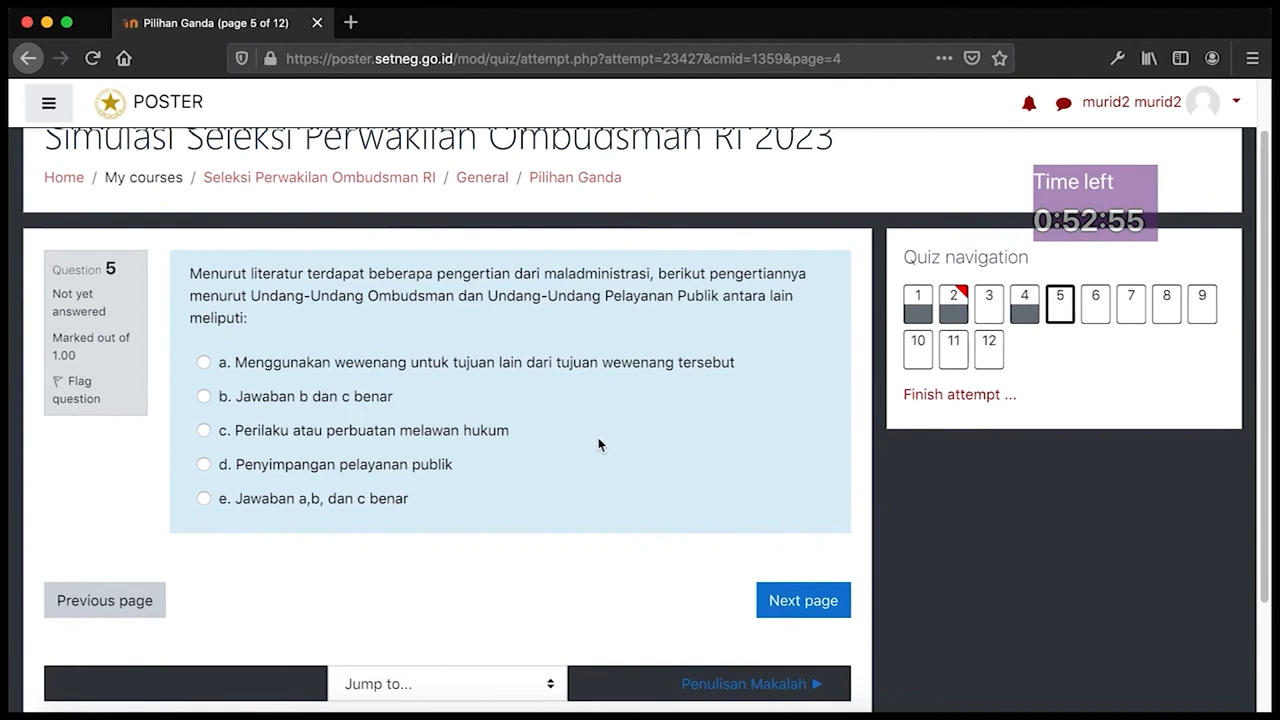 Pilihan Ganda (page 5 of 12)
https://poster.setneg.go.id/mod/quiz/attempt.php?attempt=23427&cmid=1359&page=4
POSTER
murid2 murid2
Simulasi Seleksi Perwakilan Ombudsman RI 2023
Home / My courses / Seleksi Perwakilan Ombudsman RI / General / Pilihan Ganda
Time left
0:52:55
Question 5
Not yet
answered
Marked out of
1.00
Flag
question
Menurut literatur terdapat beberapa pengertian dari maladministrasi, berikut pengertiannya
menurut Undang-Undang Ombudsman dan Undang-Undang Pelayanan Publik antara lain
meliputi:
a. Menggunakan wewenang untuk tujuan lain dari tujuan wewenang tersebut
b. Jawaban b dan c benar
c. Perilaku atau perbuatan melawan hukum
d. Penyimpangan pelayanan publik
e. Jawaban a,b, dan c benar
Quiz navigation
1 2 3 4 5 6 7 8 9
10 11 12
Finish attempt ...
Previous page
Next page
Jump to...
Penulisan Makalah ►